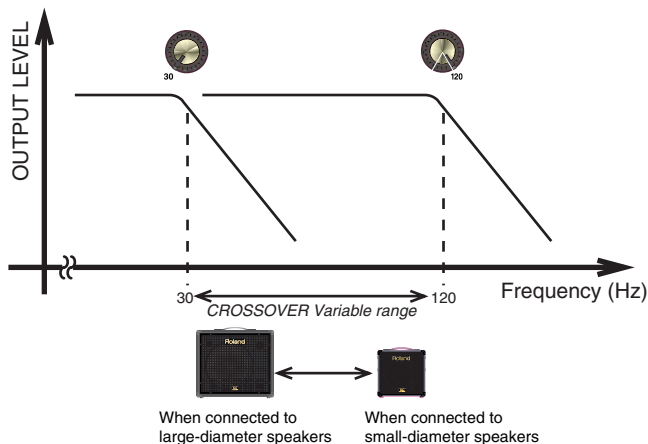 OUTPUT LEVEL
30
120
30
120
Frequency (Hz)
CROSSOVER Variable range
Roland
Roland
When connected to
large-diameter speakers
When connected to
small-diameter speakers